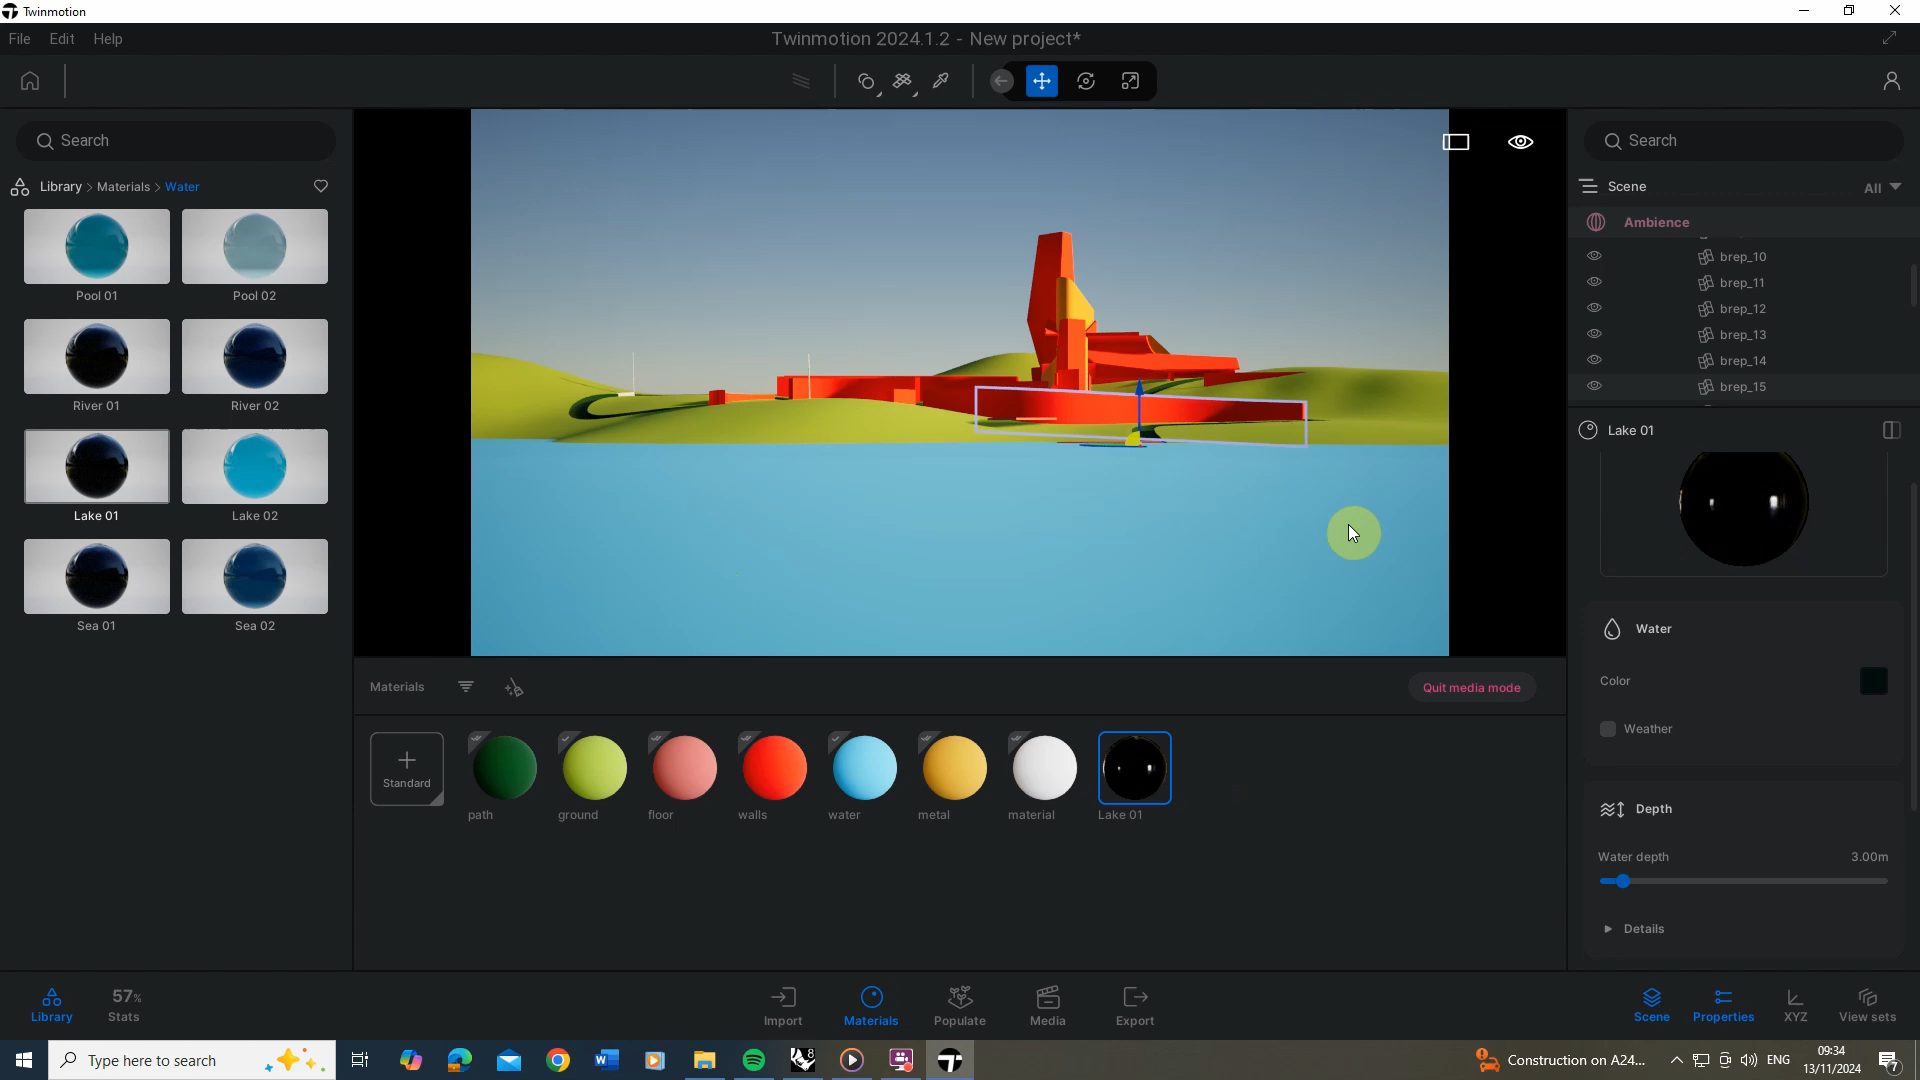 Twinmotion
File Edit Help
Twinmotion 2024.1.2 - New project*
Search
Library > Materials > Water
Pool 01
Pool 02
River 01
River 02
Lake 01
Lake 02
Sea 01
Sea 02
Search
Scene
All
Ambience
brep_10
brep_11
brep_12
brep_13
brep_14
brep_15
Lake 01
Water
Color
Weather
Depth
Water depth 3.00m
Details
Materials
Quit media mode
Standard
path
ground
floor
walls
water
metal
material
Lake 01
Library
57%
Stats
Import
Materials
Populate
Media
Export
Scene
Properties
XYZ
View sets
Type here to search
Construction on A24...
ENG
09:34
13/11/2024
8
7